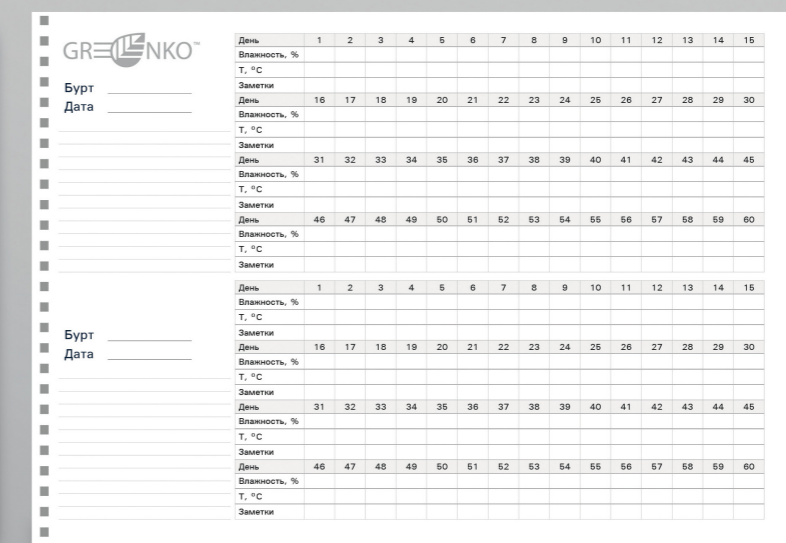 GREENKO™
Бурт
Дата
День 1 2 3 4 5 6 7 8 9 10 11 12 13 14 15
Влажность, %
Т, °С
Заметки
День 16 17 18 19 20 21 22 23 24 25 26 27 28 29 30
Влажность, %
Т, °С
Заметки
День 31 32 33 34 35 36 37 38 39 40 41 42 43 44 45
Влажность, %
Т, °С
Заметки
День 46 47 48 49 50 51 52 53 54 55 56 57 58 59 60
Влажность, %
Т, °С
Заметки
Бурт
Дата
День 1 2 3 4 5 6 7 8 9 10 11 12 13 14 15
Влажность, %
Т, °С
Заметки
День 16 17 18 19 20 21 22 23 24 25 26 27 28 29 30
Влажность, %
Т, °С
Заметки
День 31 32 33 34 35 36 37 38 39 40 41 42 43 44 45
Влажность, %
Т, °С
Заметки
День 46 47 48 49 50 51 52 53 54 55 56 57 58 59 60
Влажность, %
Т, °С
Заметки